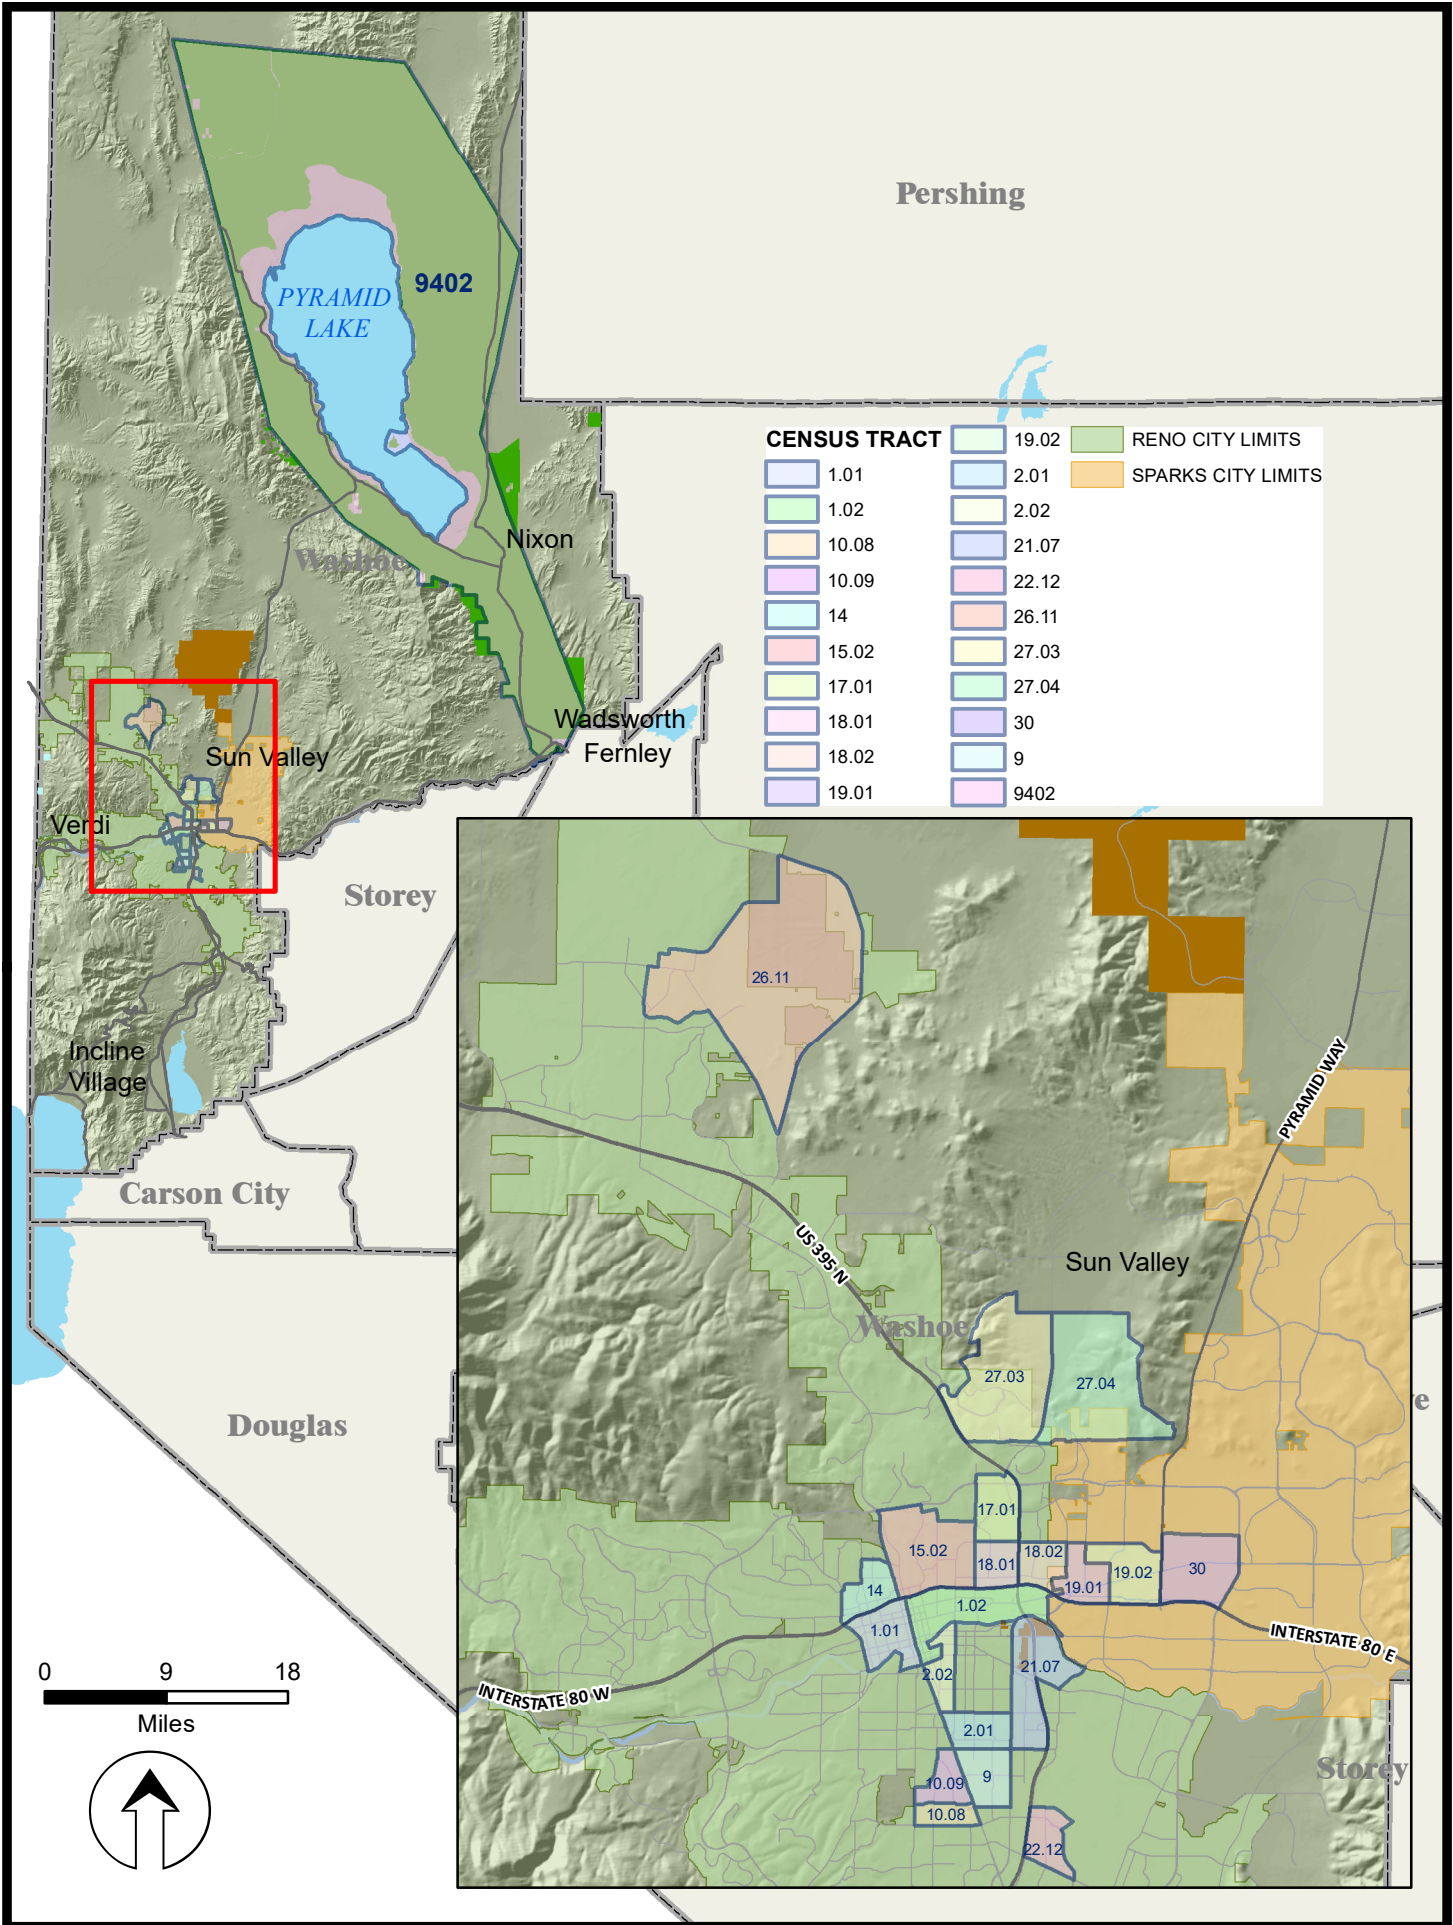 Pershing
9402
PYRAMID
LAKE
CENSUS TRACT
1.01
1.02
10.08
10.09
14
15.02
17.01
18.01
18.02
19.01
19.02
2.01
2.02
21.07
22.12
26.11
27.03
27.04
30
9
9402
RENO CITY LIMITS
SPARKS CITY LIMITS
Nixon
Washoe
Wadsworth
Fernley
Sun Valley
Verdi
Storey
Incline
Village
Carson City
Douglas
26.11
PYRAMID WAY
US 395 N
Sun Valley
Washoe
27.03
27.04
ve
17.01
15.02
18.01
18.02
19.01
19.02
30
14
1.02
1.01
INTERSTATE 80 E
2.02
21.07
INTERSTATE 80 W
2.01
Storey
10.09
9
10.08
22.12
0 9 18
Miles